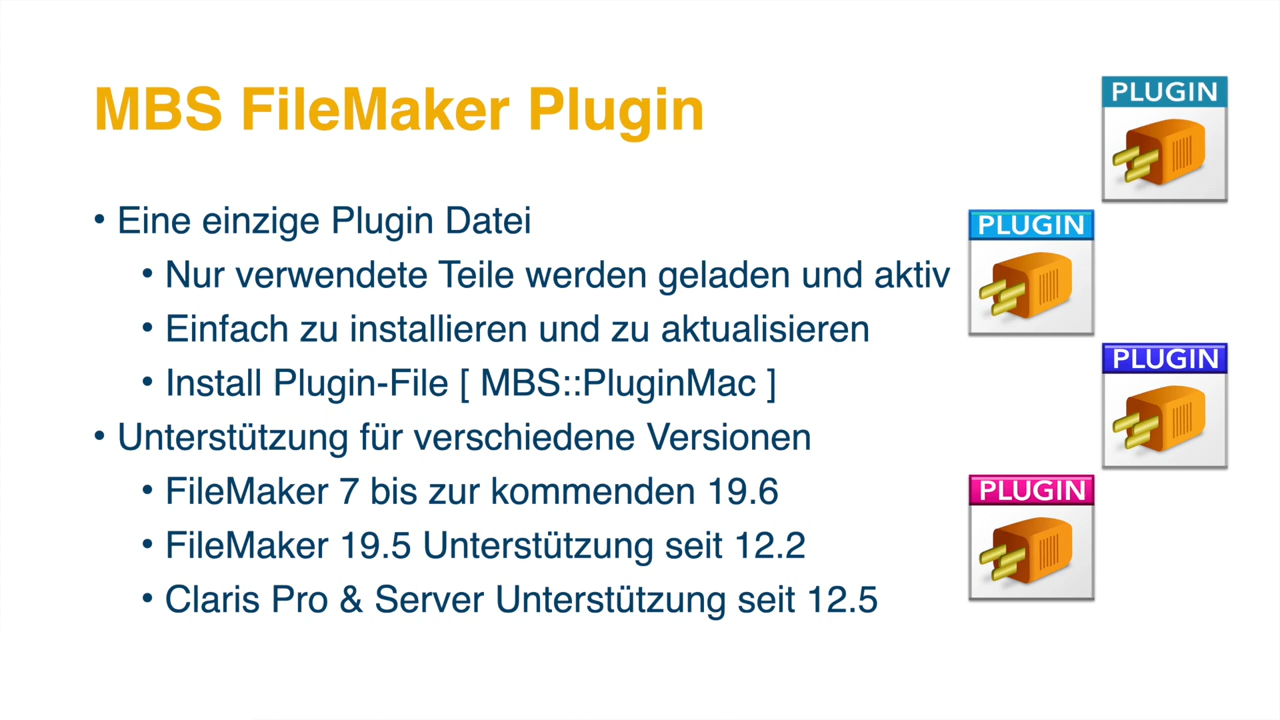 MBS FileMaker Plugin
• Eine einzige Plugin Datei
• Nur verwendete Teile werden geladen und aktiv
• Einfach zu installieren und zu aktualisieren
• Install Plugin-File [ MBS::PluginMac ]
• Unterstützung für verschiedene Versionen
• FileMaker 7 bis zur kommenden 19.6
• FileMaker 19.5 Unterstützung seit 12.2
• Claris Pro & Server Unterstützung seit 12.5
PLUGIN
PLUGIN
PLUGIN
PLUGIN